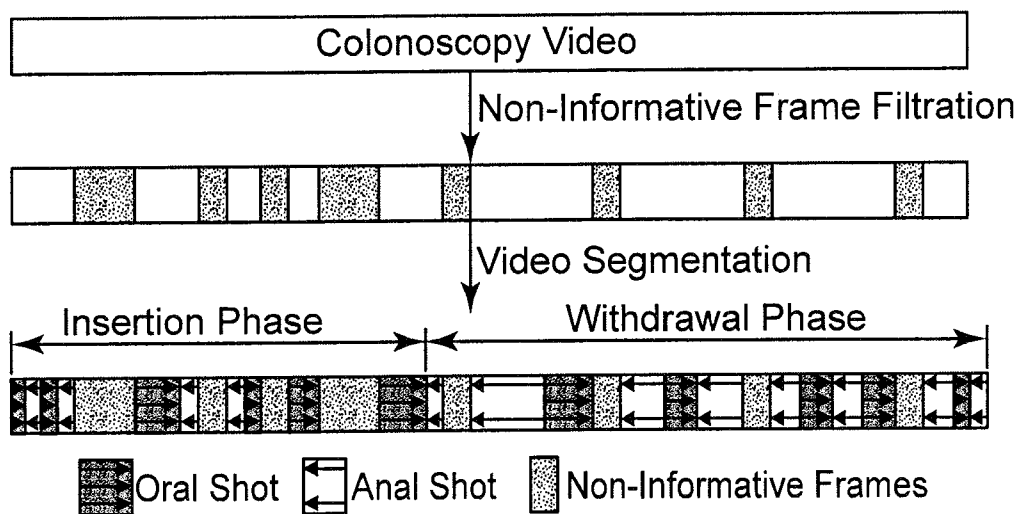 Colonoscopy Video
Non-Informative Frame Filtration
Video Segmentation
Insertion Phase
Withdrawal Phase
Oral Shot
Anal Shot
Non-Informative Frames